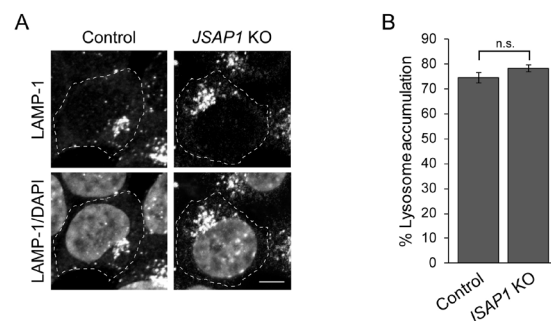 A
Control
JSAP1 KO
LAMP-1
LAMP-1/DAPI
B
n.s.
% Lysosome accumulation
90
80
70
60
50
40
30
20
10
0
Control
JSAP1 KO